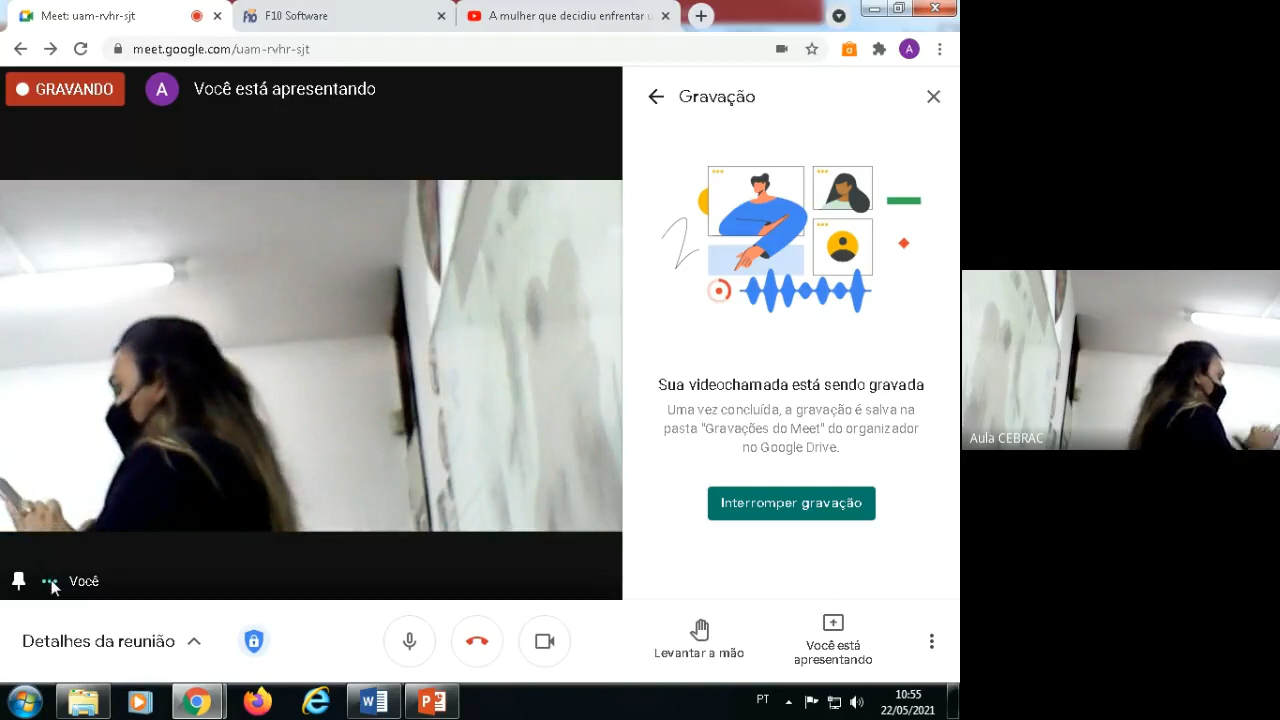 Meet: uam-rvhr-sjt
F10 Software
A mulher que decidiu enfrentar
meet.google.com/uam-rvhr-sjt
A
GRAVANDO
A
Você está apresentando
Gravação
Sua videochamada está sendo gravada
Uma vez concluída, a gravação é salva na
pasta "Gravações do Meet" do organizador
no Google Drive.
Interromper gravação
Aula CEBRAC
Você
Detalhes da reunião
Levantar a mão
Você está
apresentando
PT
10:55
22/05/2021